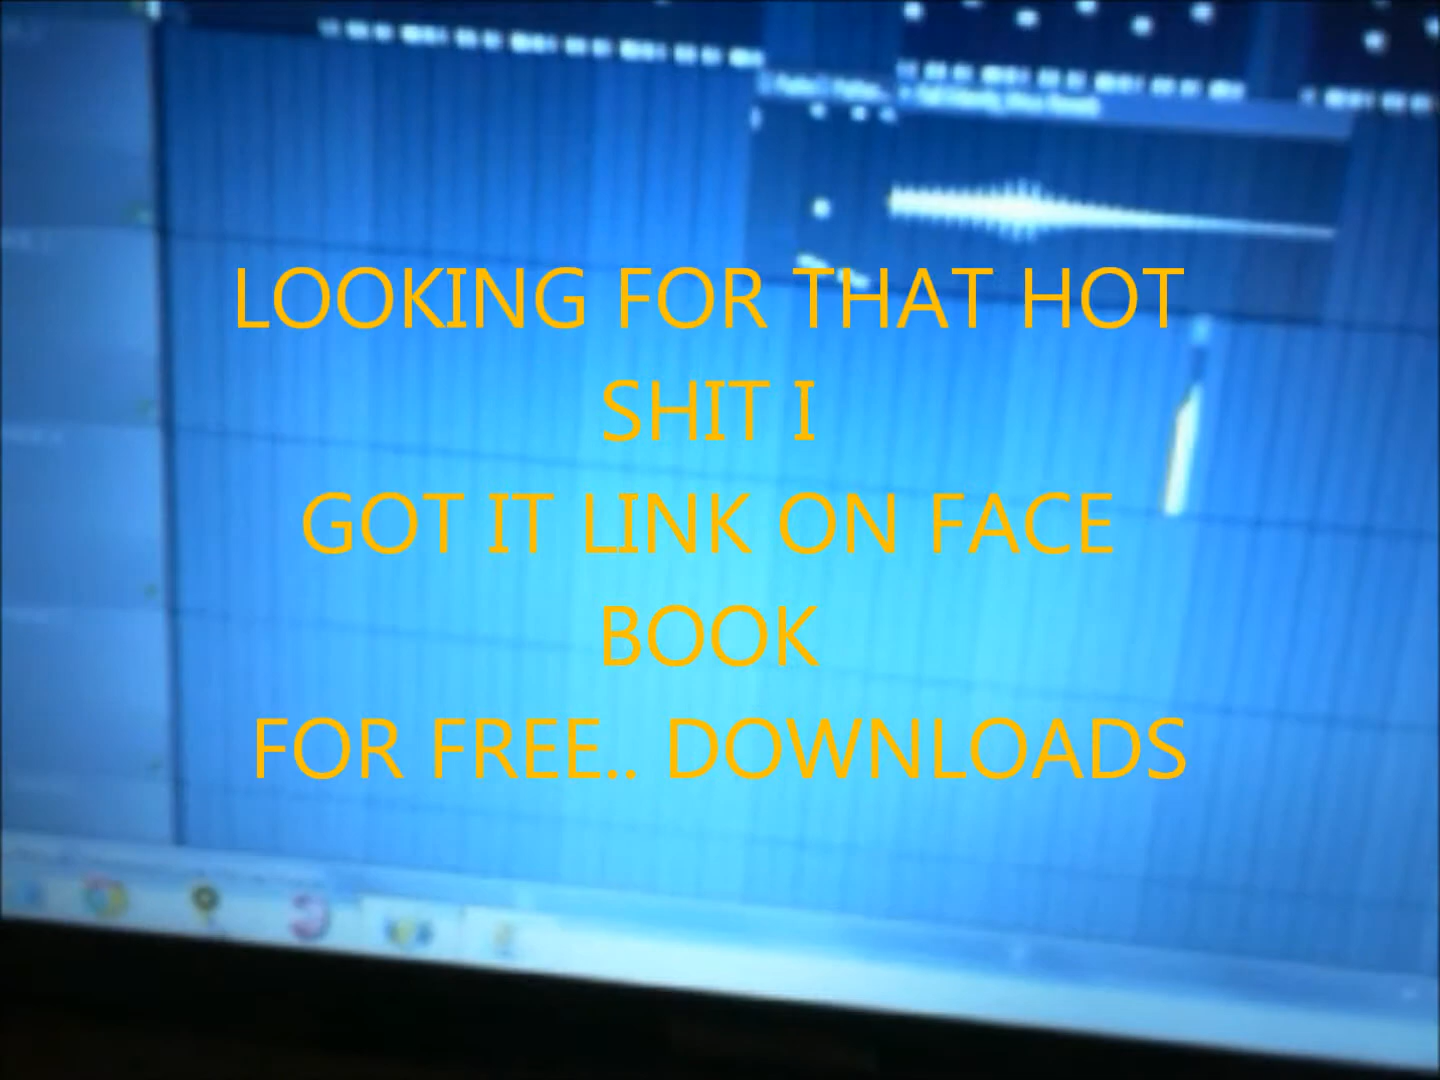 LOOKING FOR THAT HOT
SHIT I
GOT IT LINK ON FACE
BOOK
FOR FREE.. DOWNLOADS